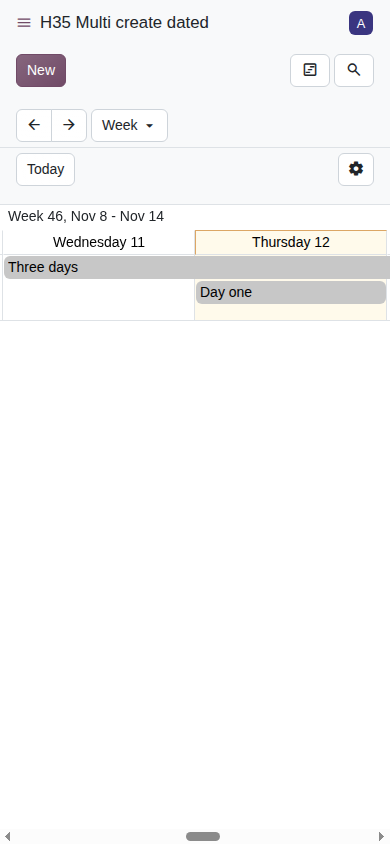 H35 Multi create dated
A
New
Week
Today
Week 46, Nov 8 - Nov 14
Wednesday 11
Thursday 12
Three days
Day one